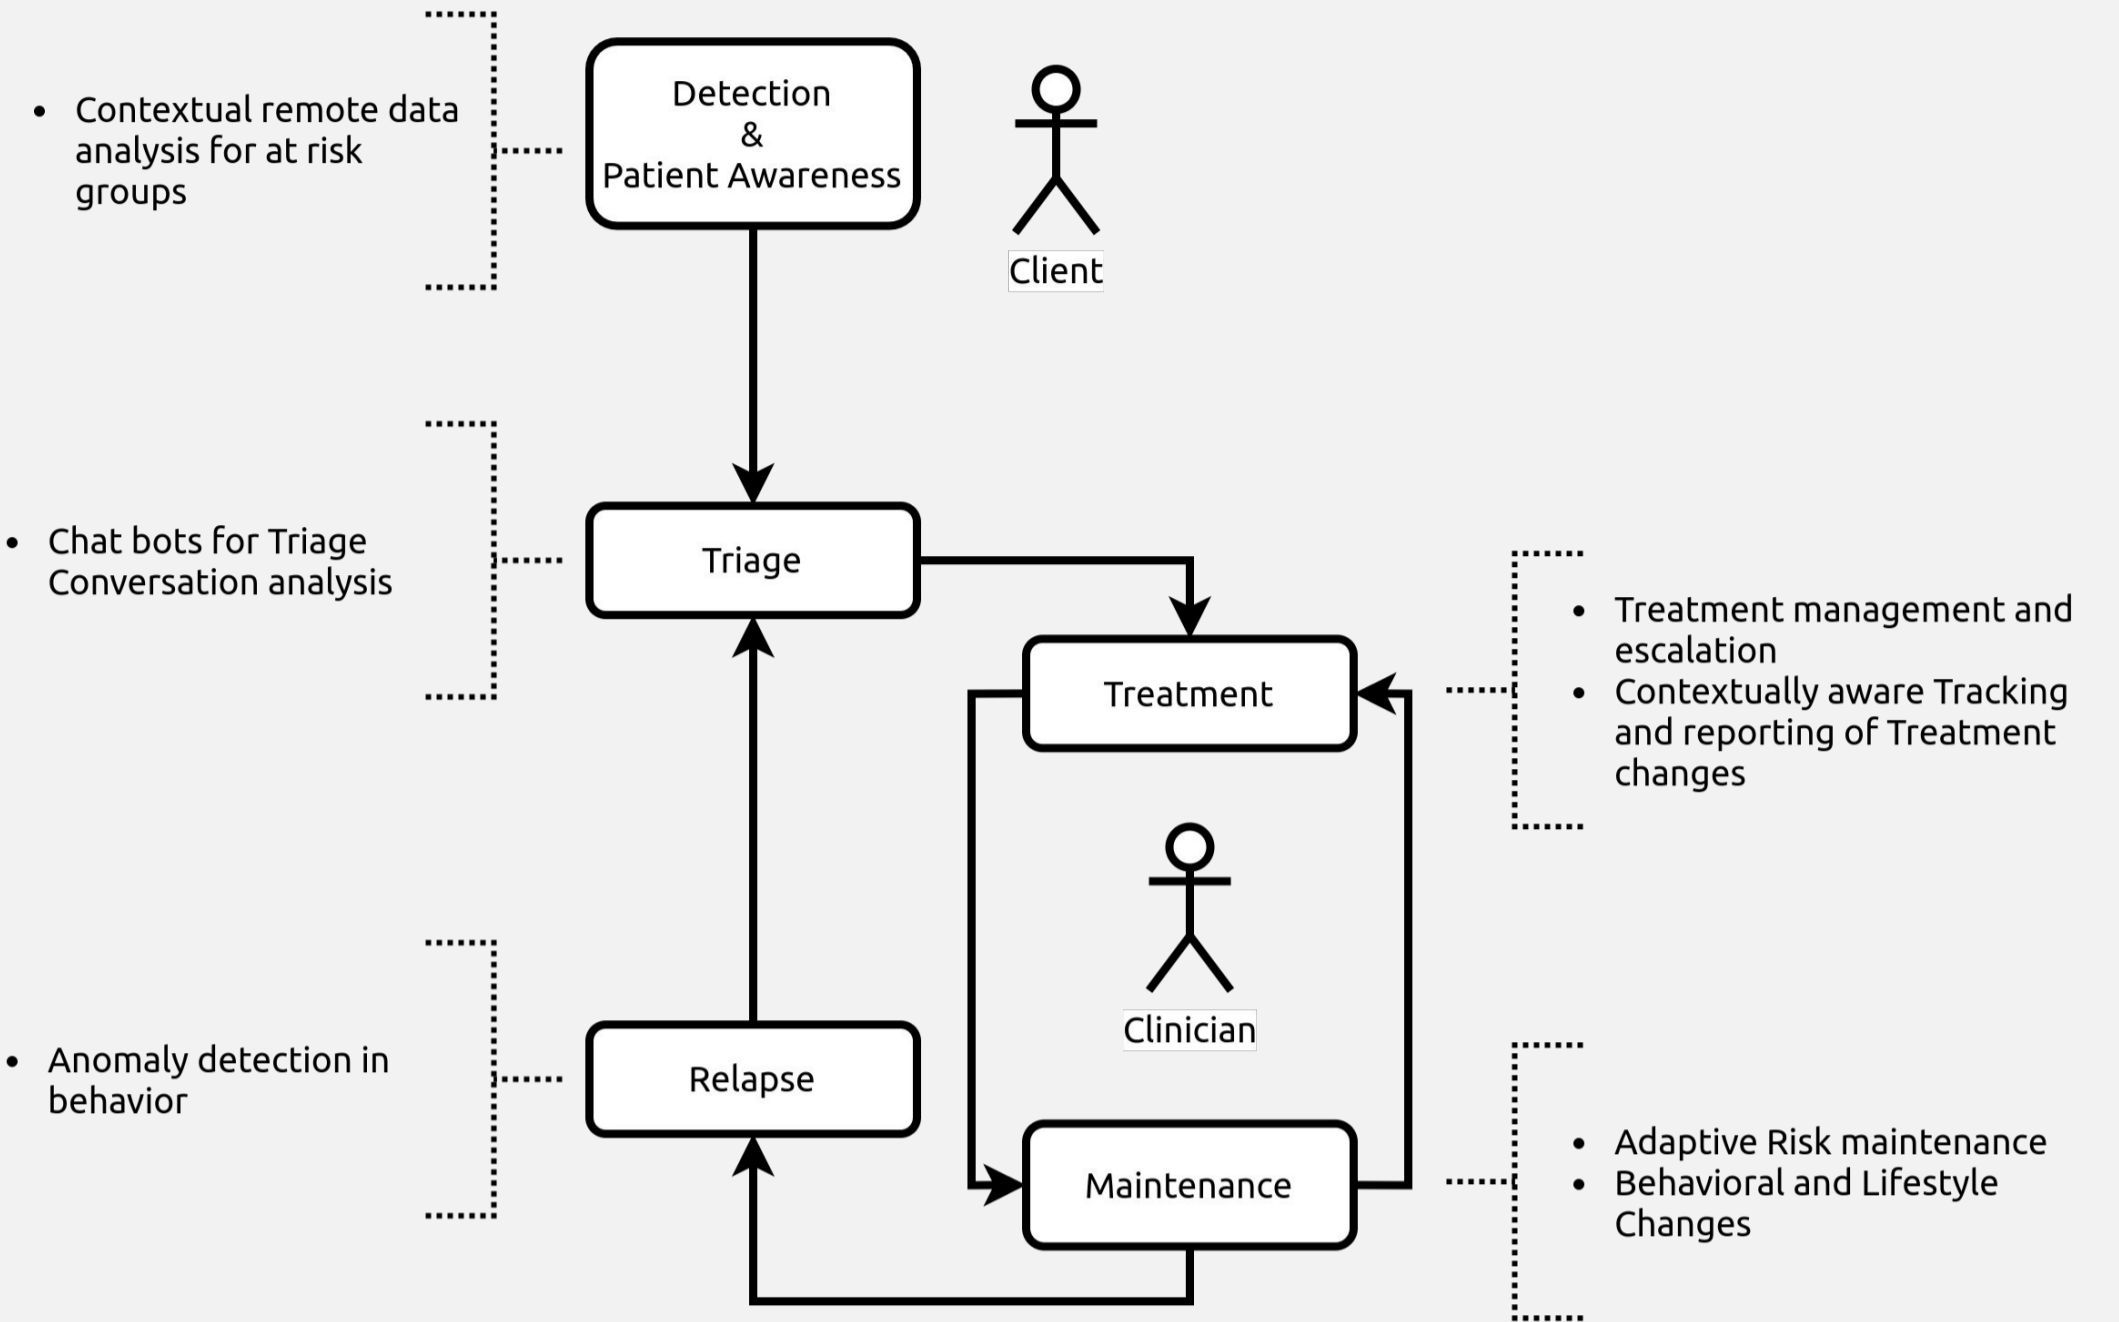 • Contextual remote data
analysis for at risk
groups
Detection
&
Patient Awareness
Client
• Chat bots for Triage
Conversation analysis
Triage
Treatment
• Treatment management and
escalation
• Contextually aware Tracking
and reporting of Treatment
changes
Clinician
• Anomaly detection in
behavior
Relapse
Maintenance
• Adaptive Risk maintenance
• Behavioral and Lifestyle
Changes